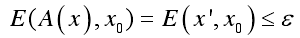 E(A(x), x₀) = E(x', x₀) ≤ ε